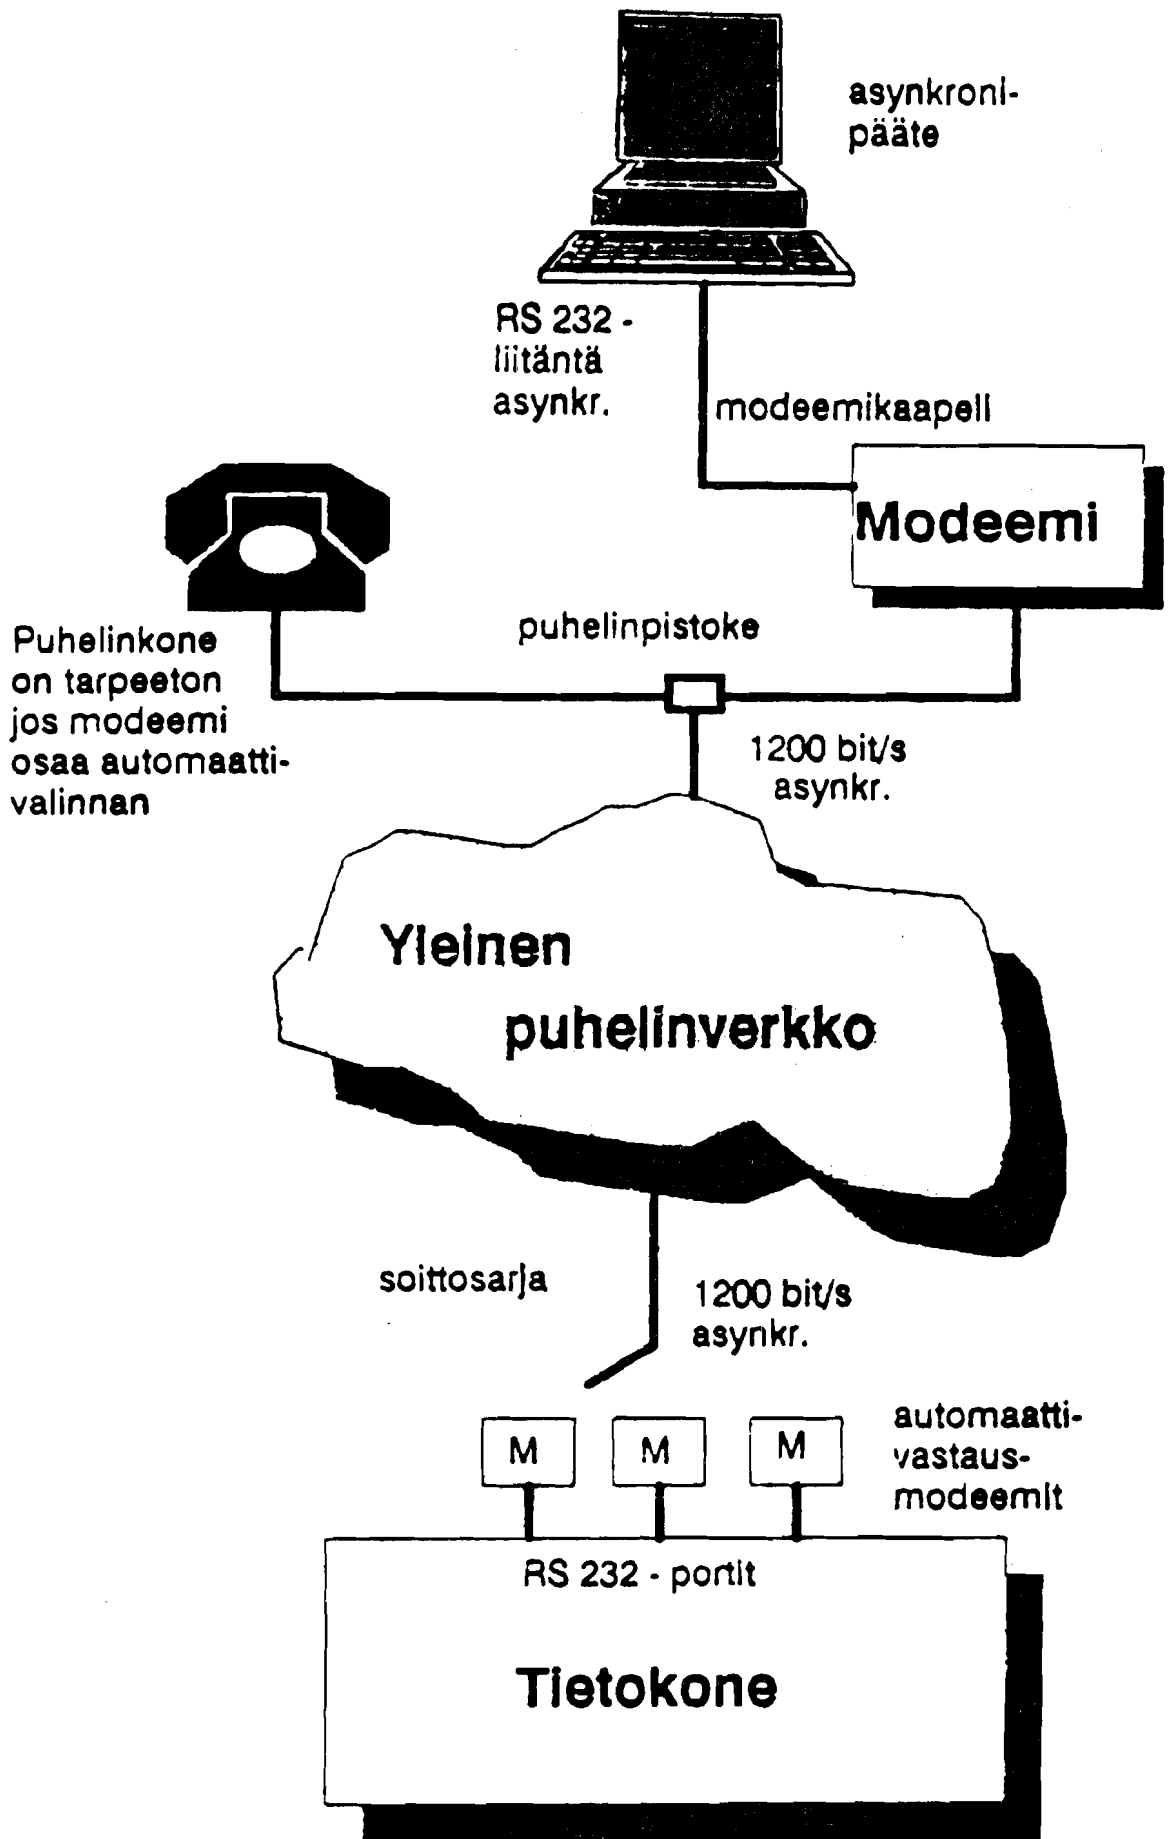 asynkroni-
pääte
RS 232 -
liitäntä
asynkr.
modeemikaapeli
Modeemi
puhelinpistoke
Puhelinkone
on tarpeeton
jos modeemi
osaa automaatti-
valinnan
1200 bit/s
asynkr.
Yleinen
puhelinverkko
soittosarja
1200 bit/s
asynkr.
automaatti-
vastaus-
modeemit
M M M
RS 232 - portit
Tietokone